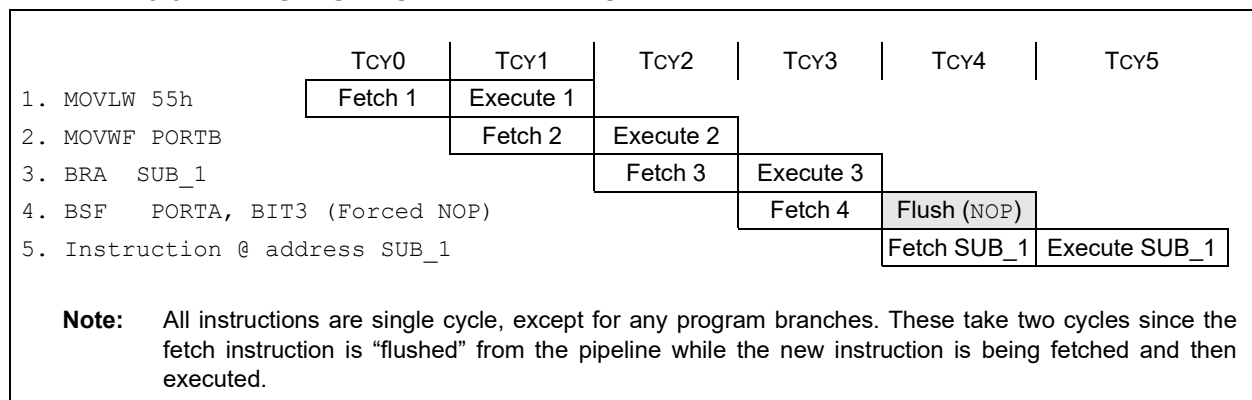 TCY0 TCY1 TCY2 TCY3 TCY4 TCY5
1. MOVLW 55h Fetch 1 Execute 1
2. MOVWF PORTB Fetch 2 Execute 2
3. BRA SUB_1 Fetch 3 Execute 3
4. BSF PORTA, BIT3 (Forced NOP) Fetch 4 Flush (NOP)
5. Instruction @ address SUB_1 Fetch SUB_1 Execute SUB_1
Note: All instructions are single cycle, except for any program branches. These take two cycles since the
fetch instruction is “flushed” from the pipeline while the new instruction is being fetched and then
executed.